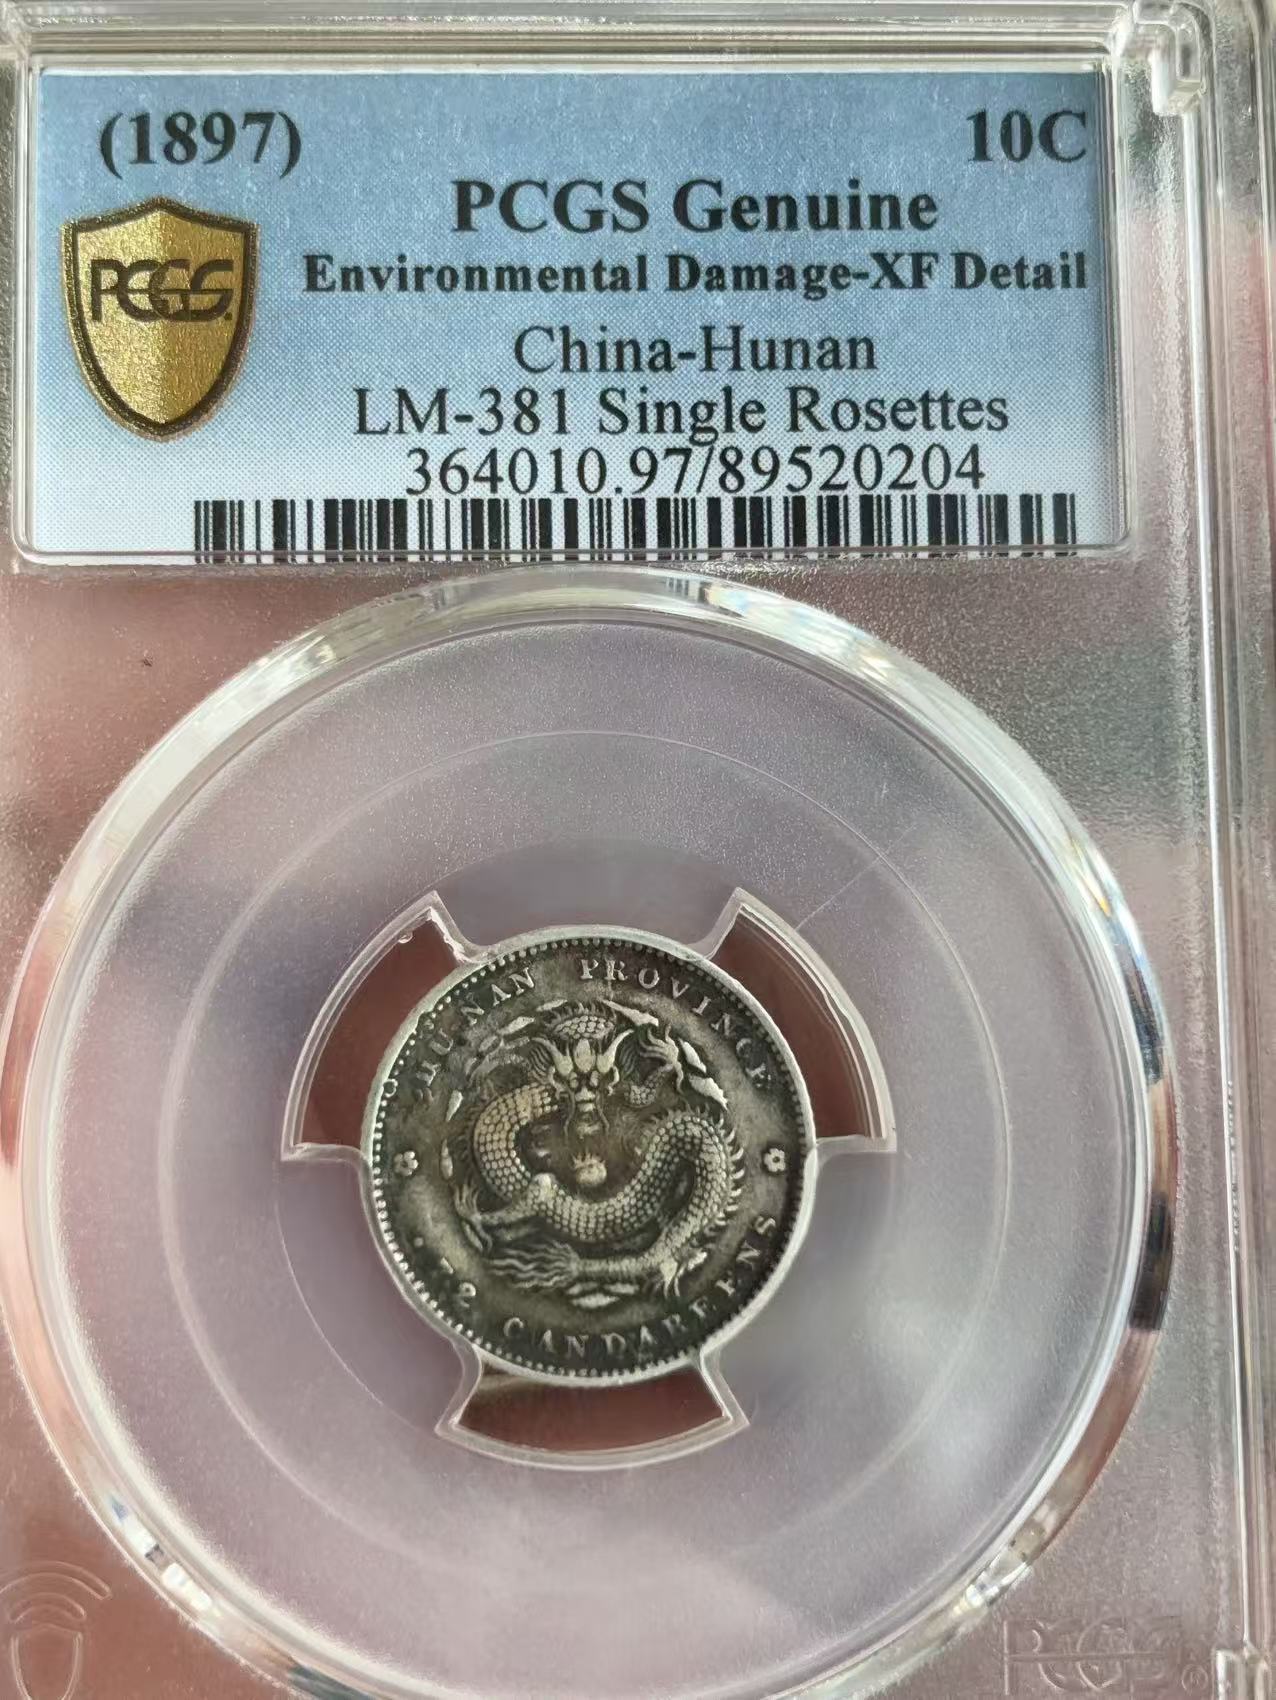 (1897) 10C
PCGS Genuine
Environmental Damage-XF Detail
PCGS.
China-Hunan
LM-381 Single Rosettes
364010.97/89520204
HUNAN PROVINCE
7.2 CANDAREENS
PCGS